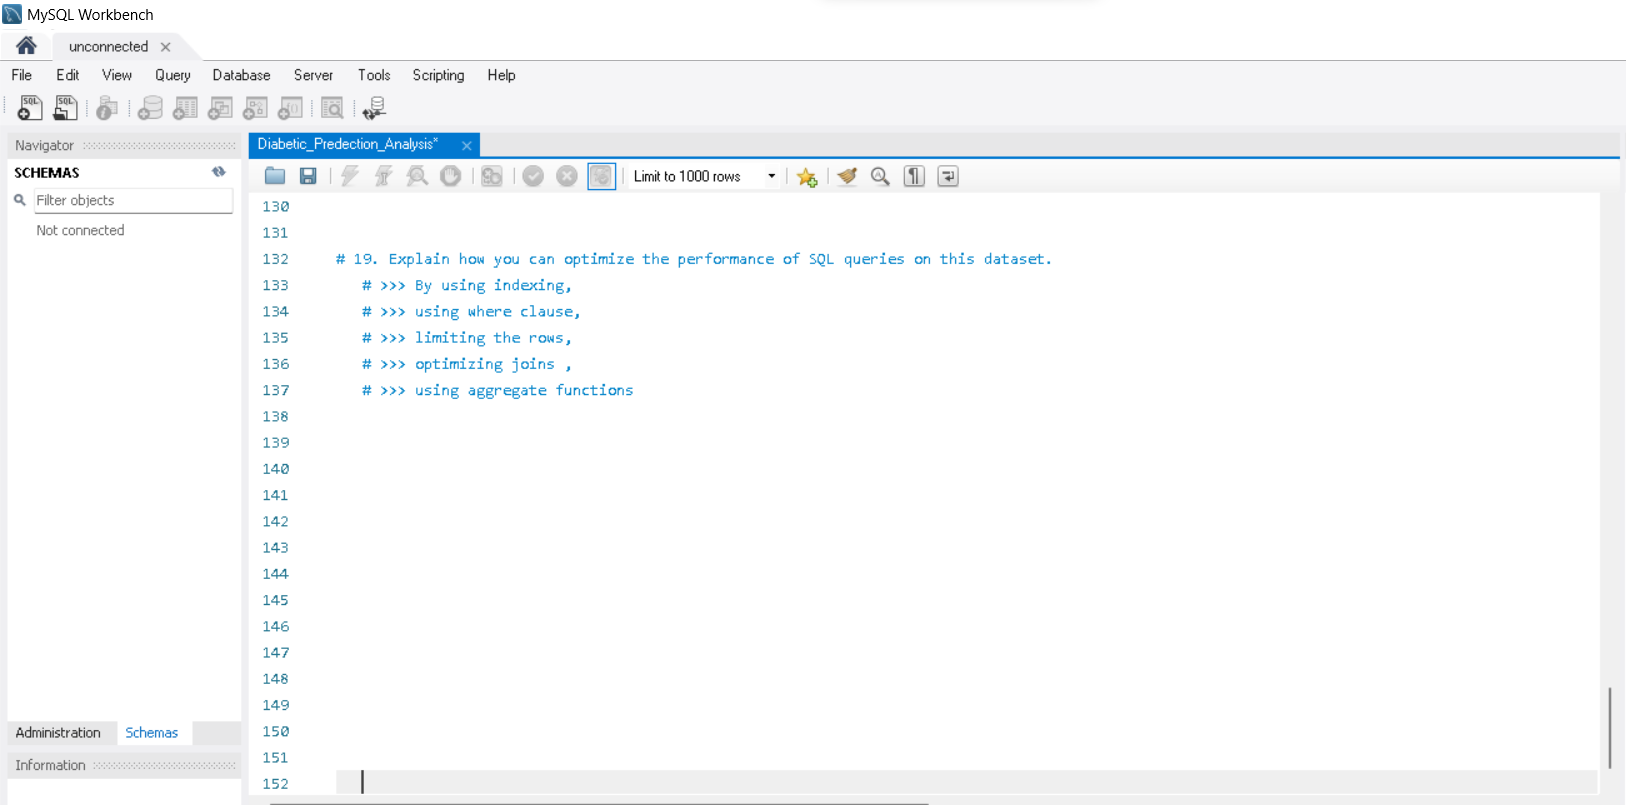 MySQL Workbench
unconnected
File Edit View Query Database Server Tools Scripting Help
Navigator
SCHEMAS
Filter objects
Not connected
Administration Schemas
Information
Diabetic_Predection_Analysis*
Limit to 1000 rows
130
131
132 # 19. Explain how you can optimize the performance of SQL queries on this dataset.
133 # >>> By using indexing,
134 # >>> using where clause,
135 # >>> limiting the rows,
136 # >>> optimizing joins ,
137 # >>> using aggregate functions
138
139
140
141
142
143
144
145
146
147
148
149
150
151
152